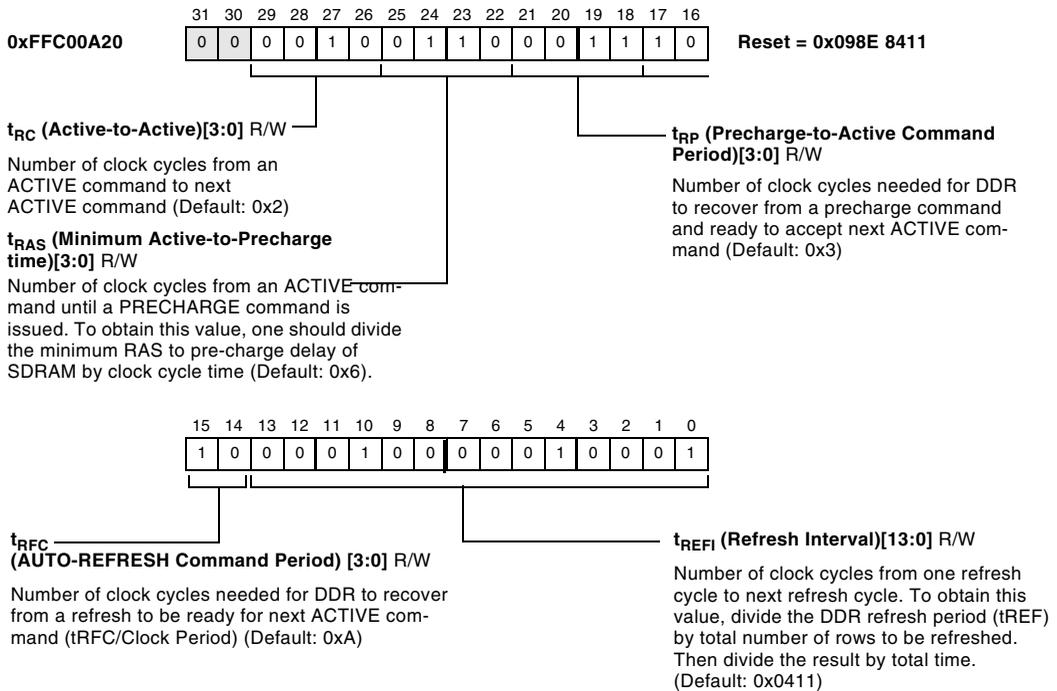 31 30 29 28 27 26 25 24 23 22 21 20 19 18 17 16
0xFFC00A20 0 0 0 0 1 0 0 1 1 0 0 0 1 1 1 0 Reset = 0x098E 8411
tRC (Active-to-Active)[3:0] R/W
Number of clock cycles from an
ACTIVE command to next
ACTIVE command (Default: 0x2)
tRAS (Minimum Active-to-Precharge
time)[3:0] R/W
Number of clock cycles from an ACTIVE com-
mand until a PRECHARGE command is
issued. To obtain this value, one should divide
the minimum RAS to pre-charge delay of
SDRAM by clock cycle time (Default: 0x6).
tRP (Precharge-to-Active Command
Period)[3:0] R/W
Number of clock cycles needed for DDR
to recover from a precharge command
and ready to accept next ACTIVE com-
mand (Default: 0x3)
15 14 13 12 11 10 9 8 7 6 5 4 3 2 1 0
1 0 0 0 0 1 0 0 0 0 0 1 0 0 0 1
tRFC
(AUTO-REFRESH Command Period) [3:0] R/W
Number of clock cycles needed for DDR to recover
from a refresh to be ready for next ACTIVE com-
mand (tRFC/Clock Period) (Default: 0xA)
tREFI (Refresh Interval)[13:0] R/W
Number of clock cycles from one refresh
cycle to next refresh cycle. To obtain this
value, divide the DDR refresh period (tREF)
by total number of rows to be refreshed.
Then divide the result by total time.
(Default: 0x0411)